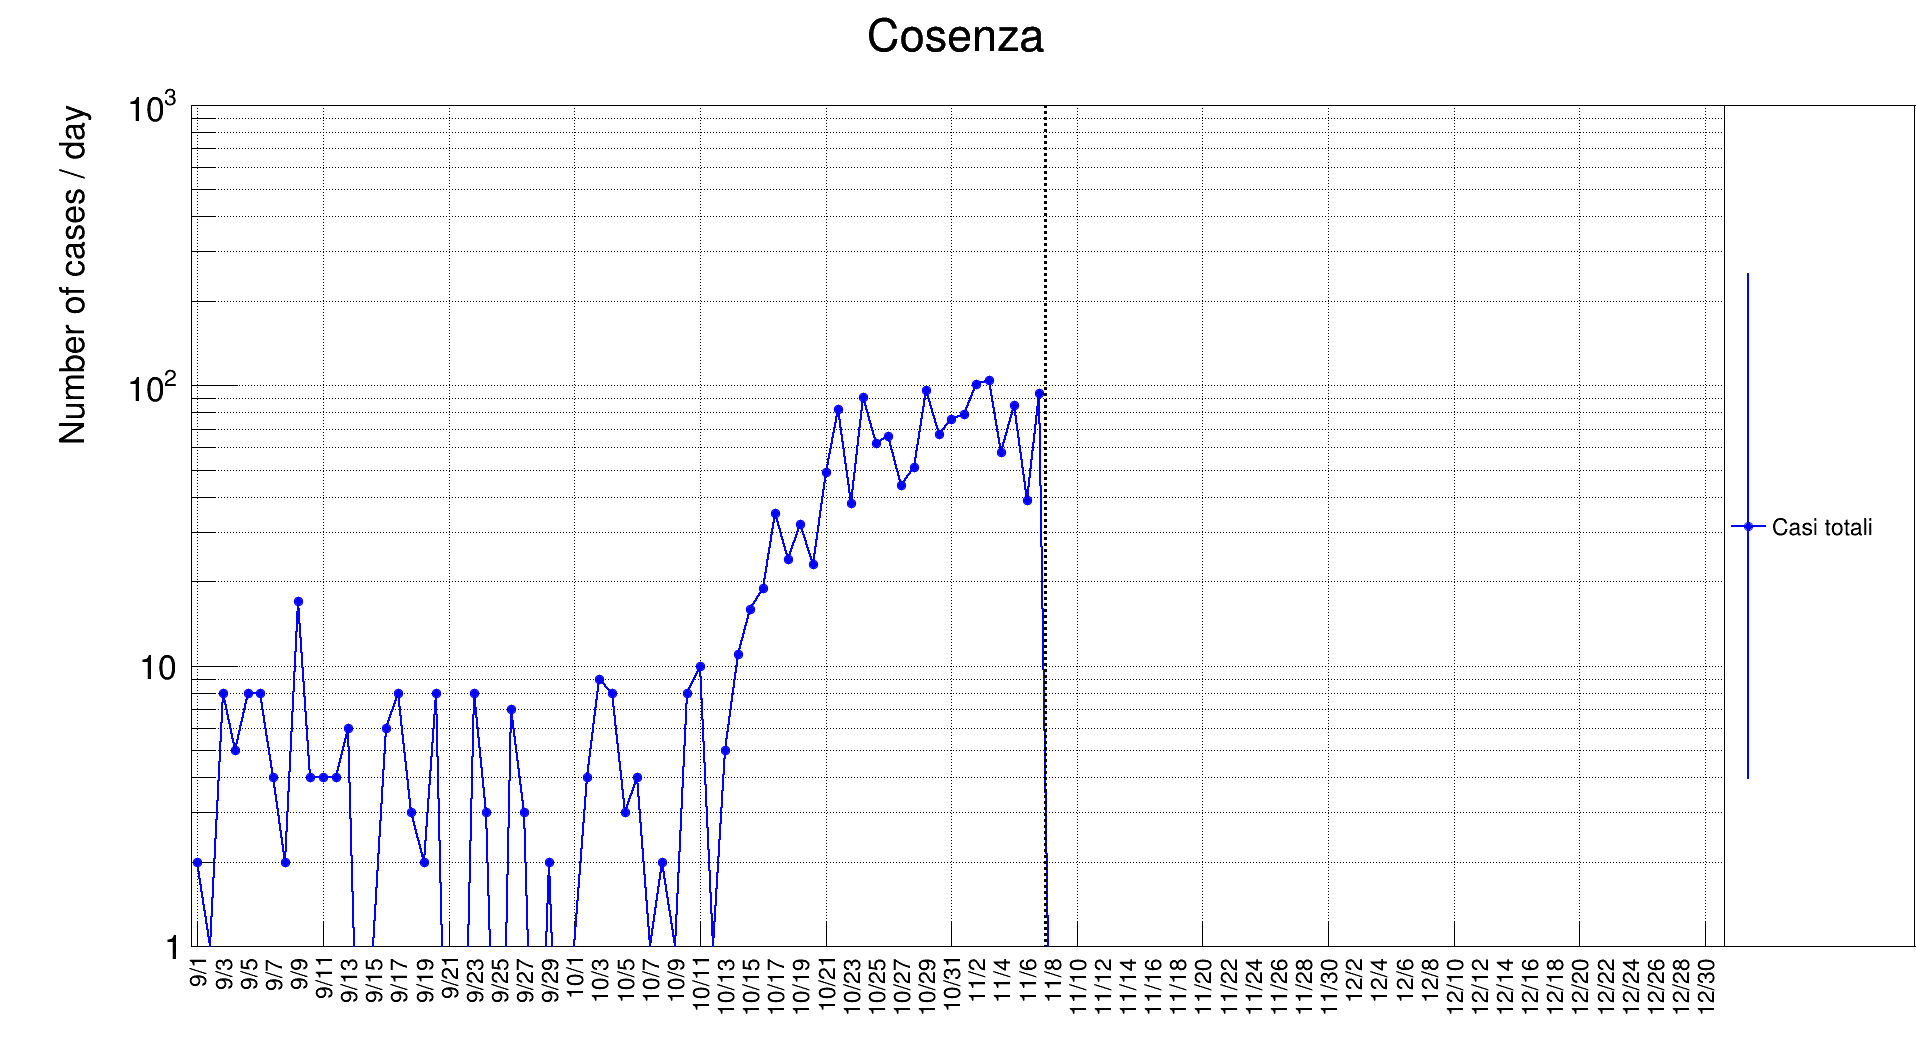 Cosenza
Number of cases / day
10³
10²
10
1
9/1 9/3 9/5 9/7 9/9 9/11 9/13 9/15 9/17 9/19 9/21 9/23 9/25 9/27 9/29 10/1 10/3 10/5 10/7 10/9 10/11 10/13 10/15 10/17 10/19 10/21 10/23 10/25 10/27 10/29 10/31 11/2 11/4 11/6 11/8 11/10 11/12 11/14 11/16 11/18 11/20 11/22 11/24 11/26 11/28 11/30 12/2 12/4 12/6 12/8 12/10 12/12 12/14 12/16 12/18 12/20 12/22 12/24 12/26 12/28 12/30
Casi totali